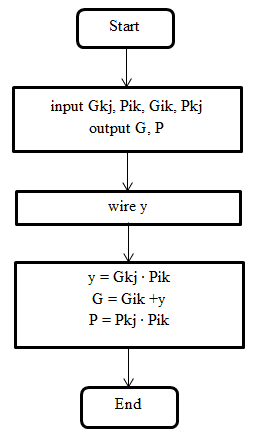 Start
input Gkj, Pik, Gik, Pkj
output G, P
wire y
y = Gkj · Pik
G = Gik +y
P = Pkj · Pik
End